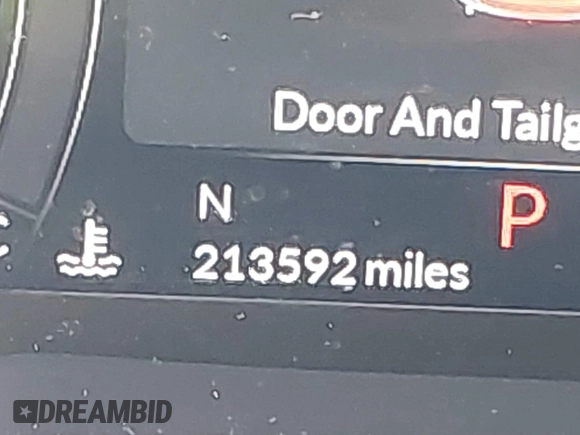 Door And Tailg
N
P
213592 miles
DREAMBID